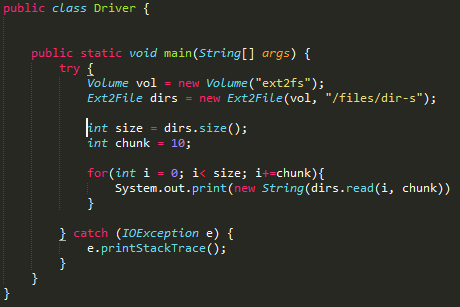 public class Driver {
public static void main(String[] args) {
try {
Volume vol = new Volume("ext2fs");
Ext2File dirs = new Ext2File(vol, "/files/dir-s");
int size = dirs.size();
int chunk = 10;
for(int i = 0; i< size; i+=chunk){
System.out.print(new String(dirs.read(i, chunk))
}
} catch (IOException e) {
e.printStackTrace();
}
}
}